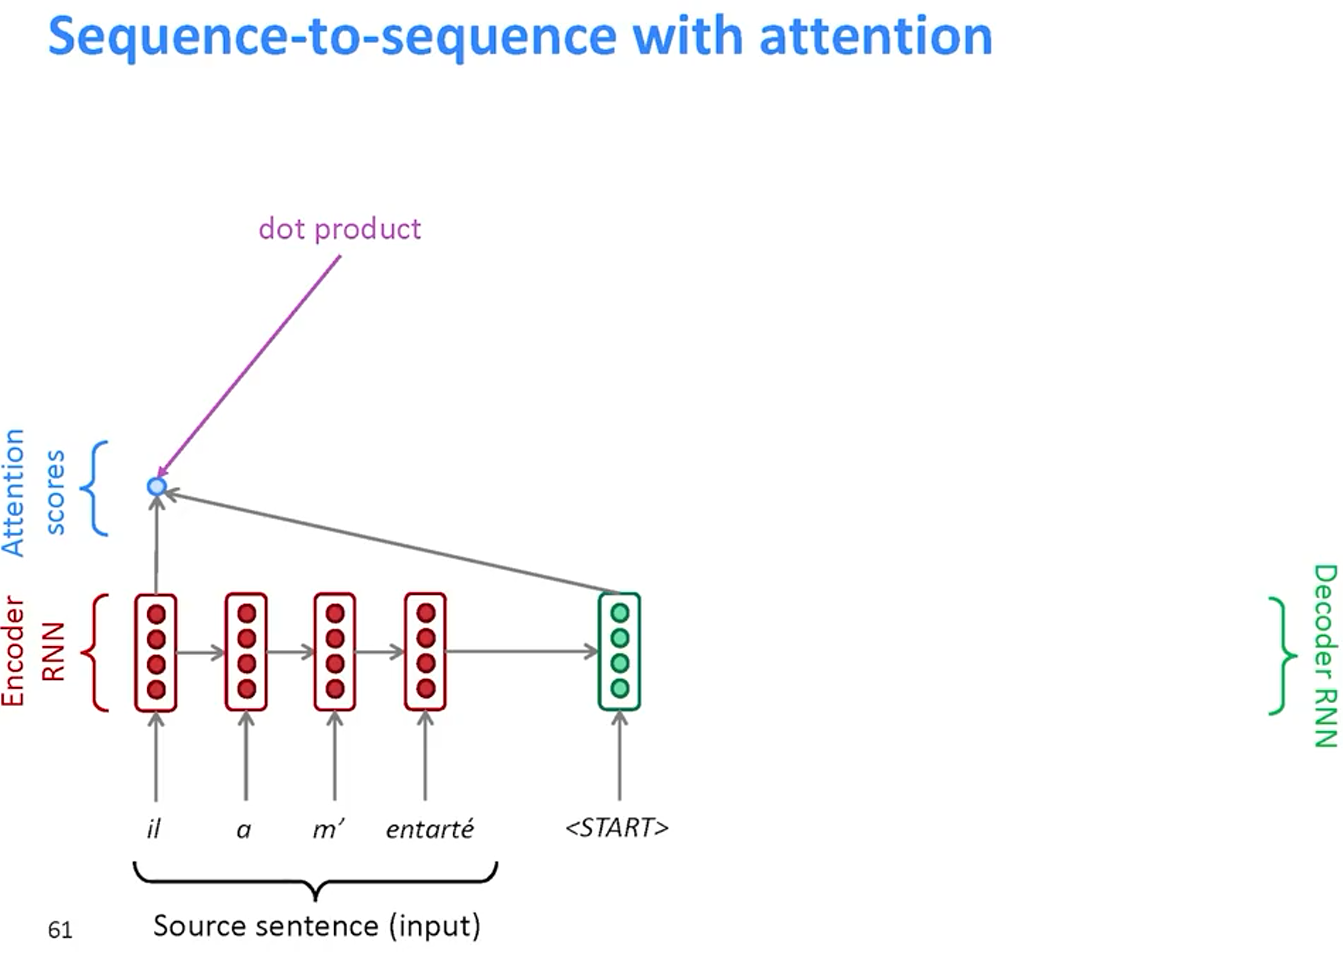 Sequence-to-sequence with attention
dot product
Attention
scores
Encoder
RNN
Decoder RNN
il a m’ entarté <START>
Source sentence (input)
61